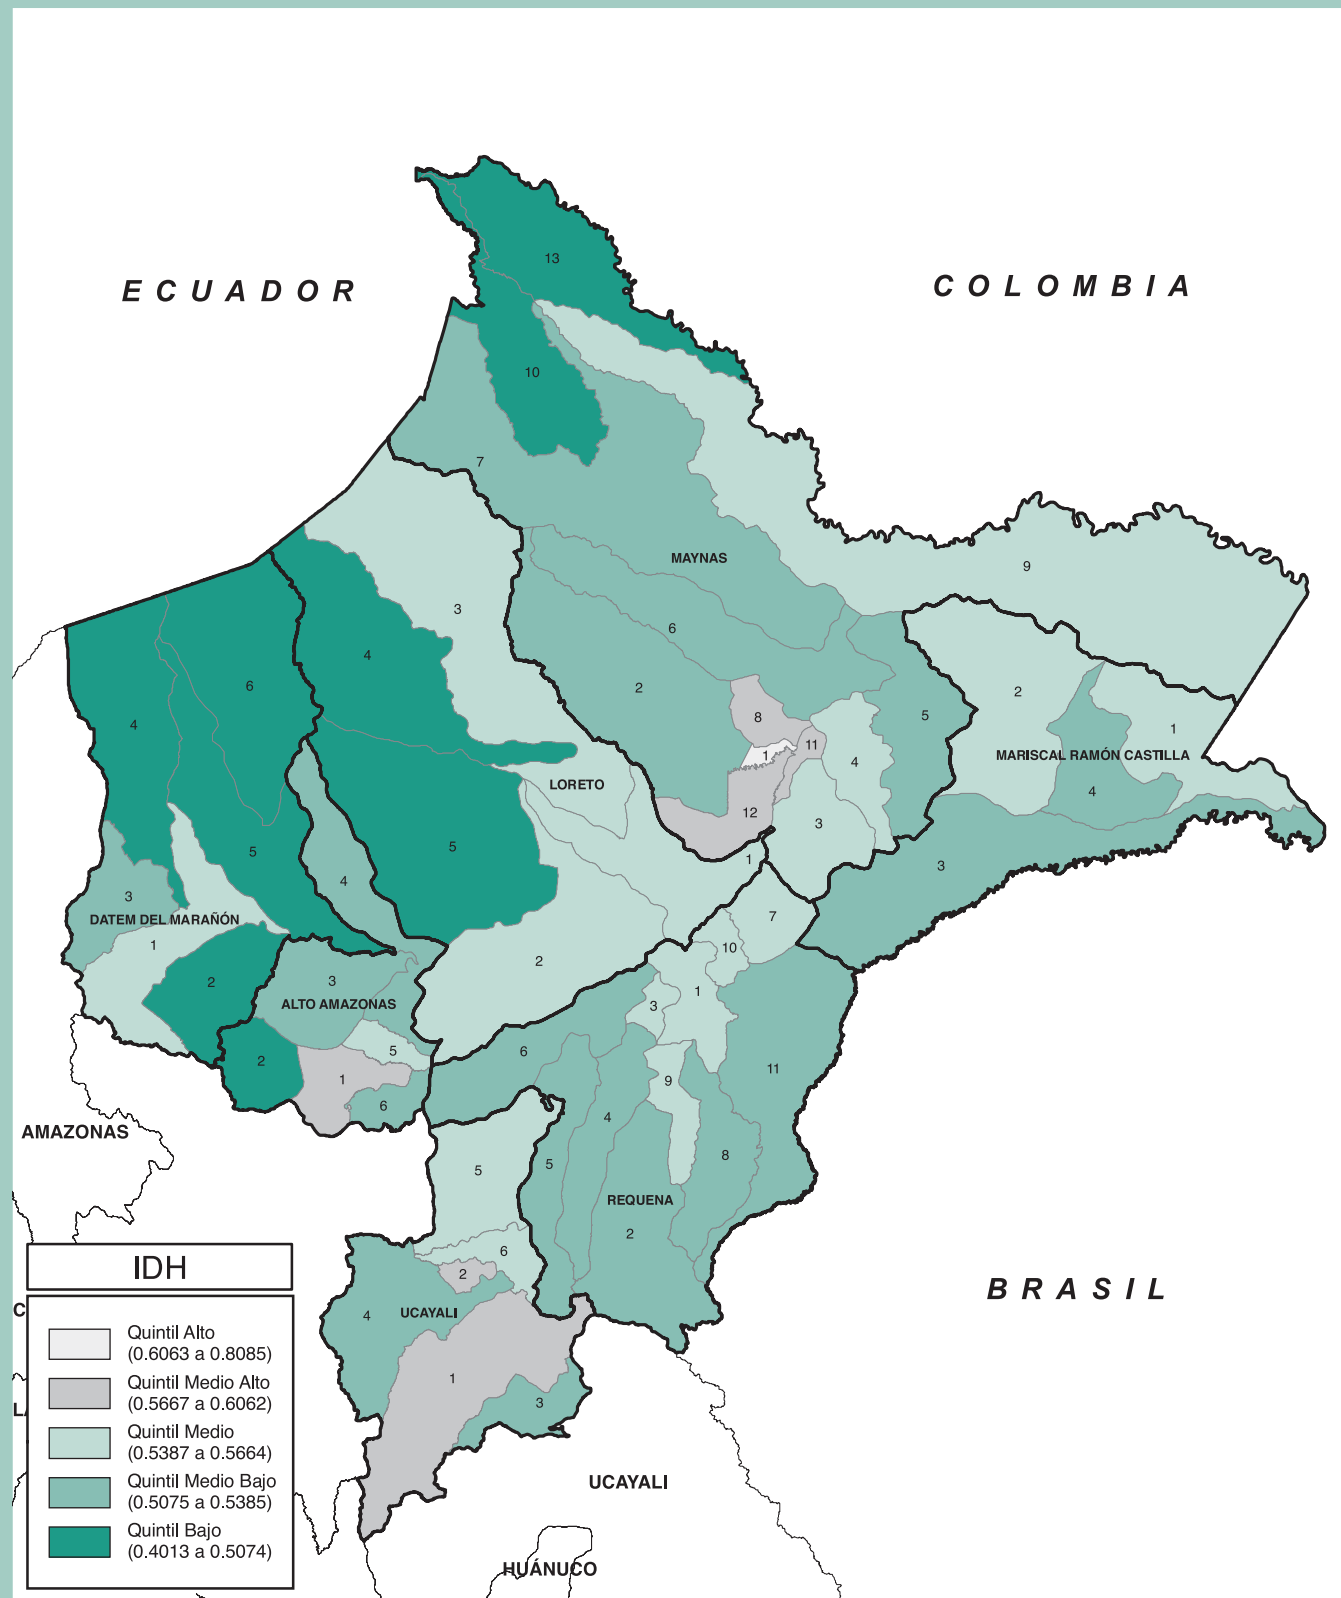 13
ECUADOR
COLOMBIA
10
7
MAYNAS
9
3
6
4
2
6
2
8
5
4
1
11
1
MARISCAL RAMÓN CASTILLA
4
LORETO
4
12
3
5
5
1
3
4
3
7
DATEM DEL MARAÑÓN
1
10
2
2
3
ALTO AMAZONAS
1
3
5
6
2
1
9
11
6
4
AMAZONAS
5
5
8
REQUENA
2
6
2
4
UCAYALI
BRASIL
1
3
UCAYALI
HUÁNUCO
IDH
C
L
Quintil Alto
(0.6063 a 0.8085)
Quintil Medio Alto
(0.5667 a 0.6062)
Quintil Medio
(0.5387 a 0.5664)
Quintil Medio Bajo
(0.5075 a 0.5385)
Quintil Bajo
(0.4013 a 0.5074)